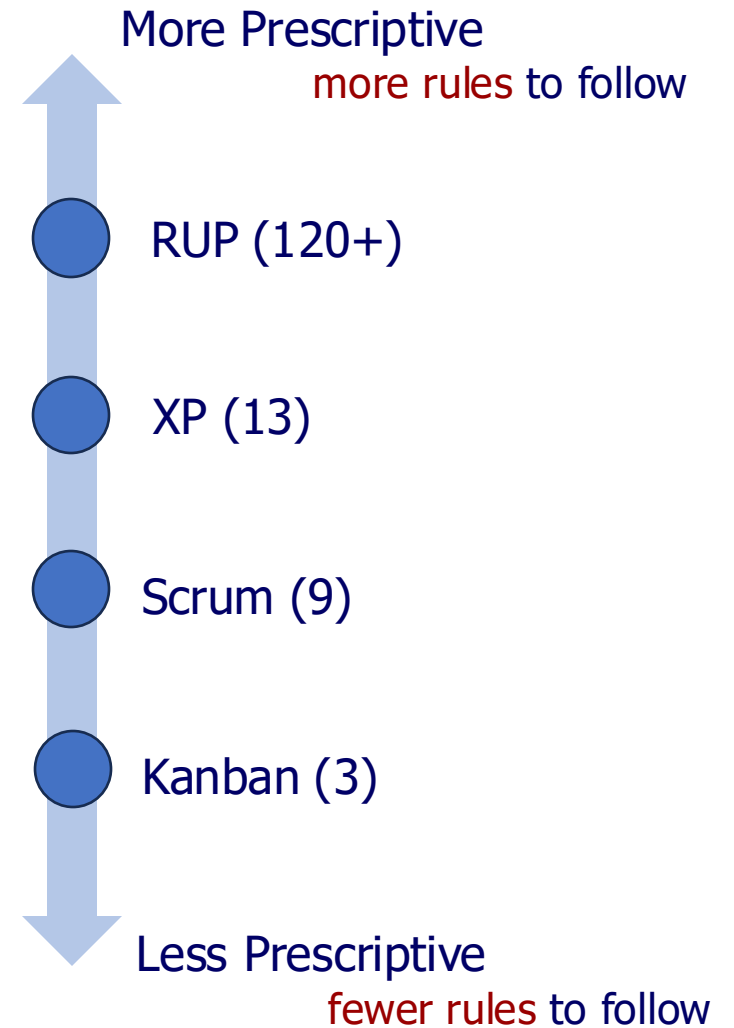 More Prescriptive
more rules to follow
RUP (120+)
XP (13)
Scrum (9)
Kanban (3)
Less Prescriptive
fewer rules to follow